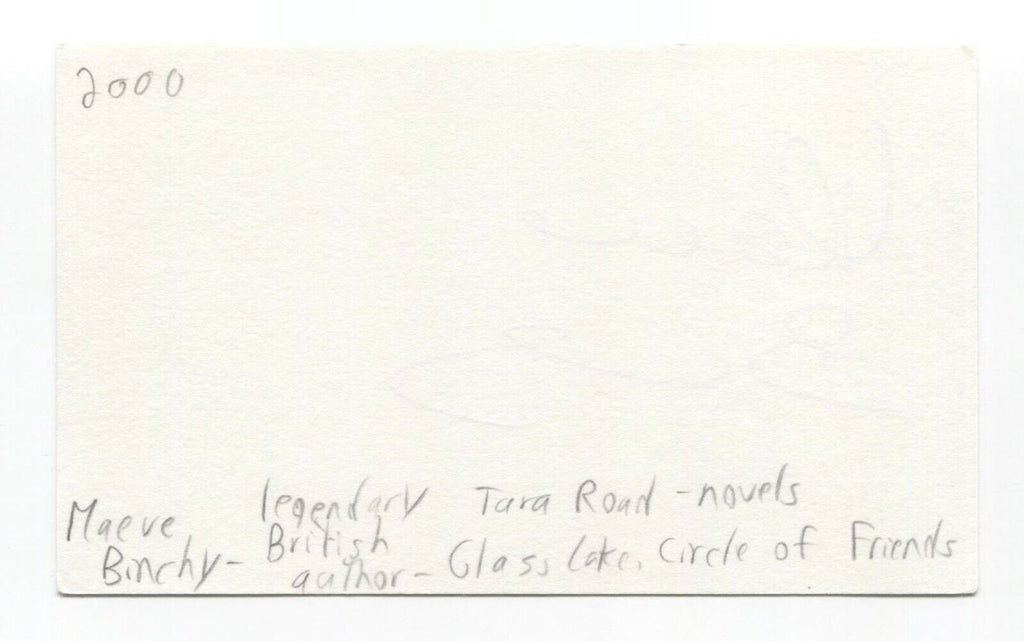 2000
legendary Tara Road - novels
Maeve British
Binchy - author - Glass Lake, Circle of Friends